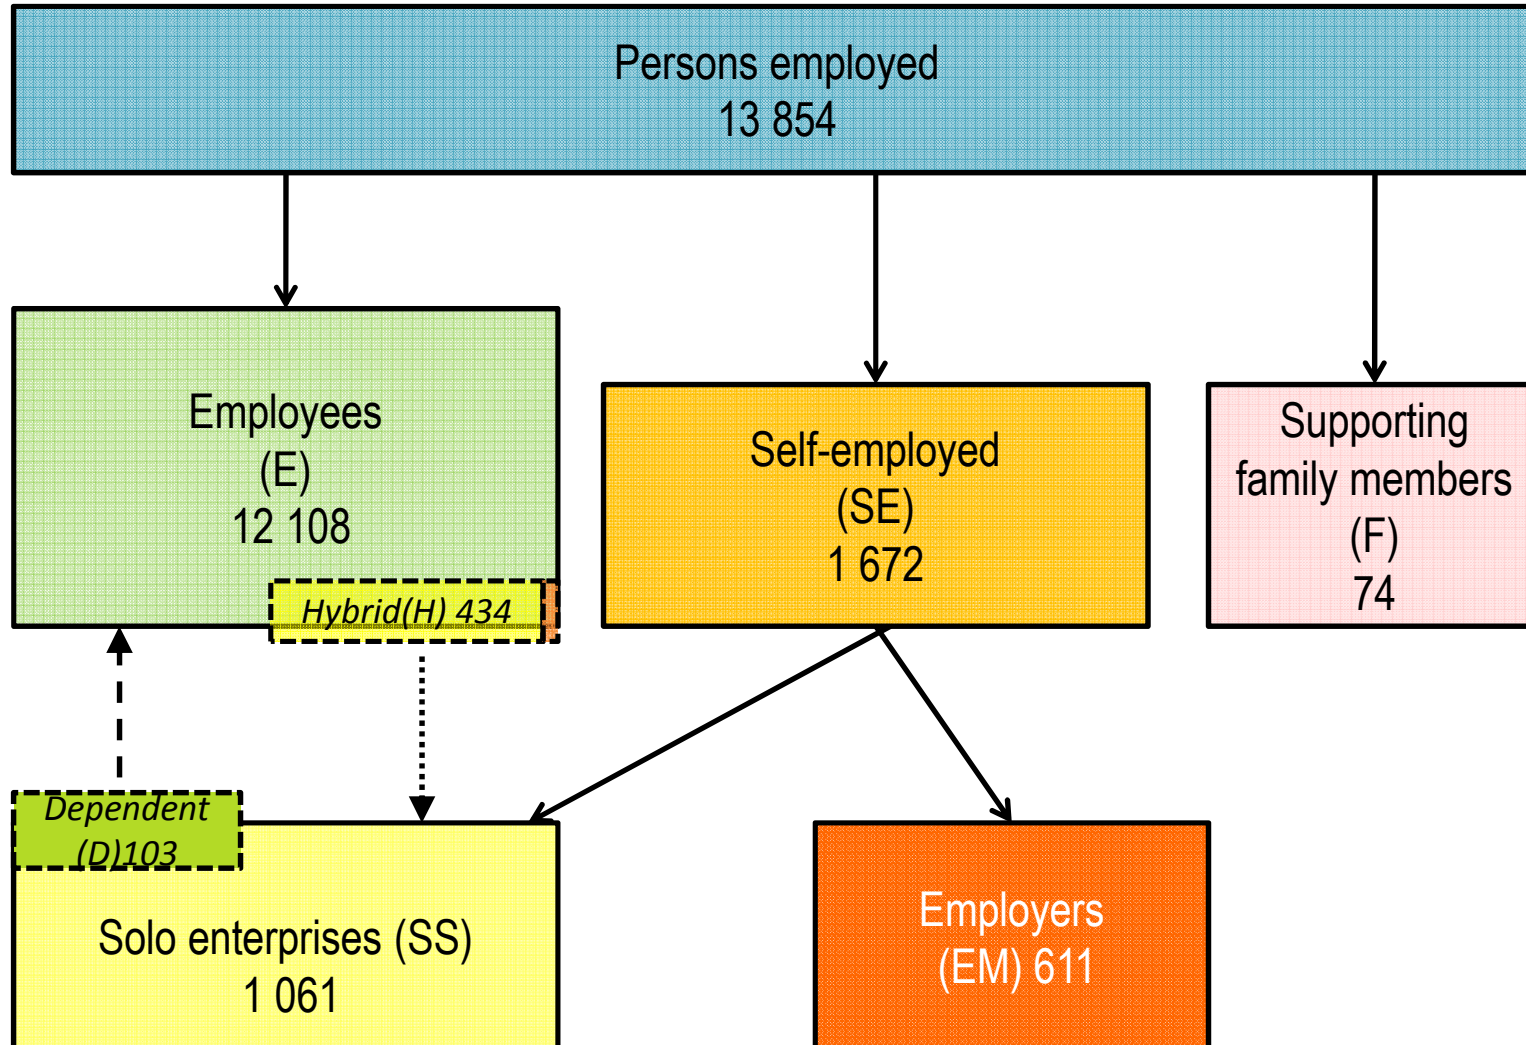 Persons employed
13 854
Employees
(E)
12 108
Hybrid(H) 434
Self-employed
(SE)
1 672
Supporting
family members
(F)
74
Dependent
(D)103
Solo enterprises (SS)
1 061
Employers
(EM) 611